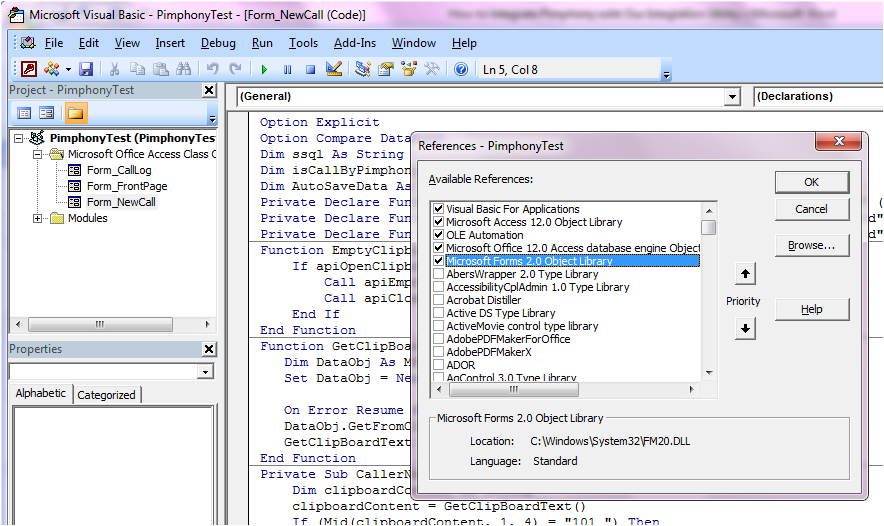 Microsoft Visual Basic - PimphonyTest - [Form_NewCall (Code)]
File Edit View Insert Debug Run Tools Add-Ins Window Help
Ln 5, Col 8
Project - PimphonyTest
PimphonyTest (PimphonyTest
Microsoft Office Access Class O
Form_CallLog
Form_FrontPage
Form_NewCall
Modules
Properties
Alphabetic Categorized
(General) (Declarations)
Option Explicit
Option Compare Data
Dim ssql As String
Dim isCallByPimphon
Dim AutoSaveData As
Private Declare Fun (
Private Declare Fun d"
Private Declare Fun d"
Function EmptyClipb
If apiOpenClipb
Call apiEmp
Call apiClo
End If
End Function
Function GetClipBoa
Dim DataObj As M
Set DataObj = Ne
On Error Resume
DataObj.GetFromC
GetClipBoardText
End Function
Private Sub CallerN
Dim clipboardCo
clipboardContent = GetClipBoardText()
If (Mid(clipboardContent, 1, 4) = "101 ") Then
References - PimphonyTest
Available References:
Visual Basic For Applications
Microsoft Access 12.0 Object Library
OLE Automation
Microsoft Office 12.0 Access database engine Object
Microsoft Forms 2.0 Object Library
AbersWrapper 2.0 Type Library
AccessibilityCplAdmin 1.0 Type Library
Acrobat Distiller
Active DS Type Library
ActiveMovie control type library
AdobePDFMakerForOffice
AdobePDFMakerX
ADOR
AgControl 3.0 Type Library
OK
Cancel
Browse...
Priority
Help
Microsoft Forms 2.0 Object Library
Location: C:\Windows\System32\FM20.DLL
Language: Standard